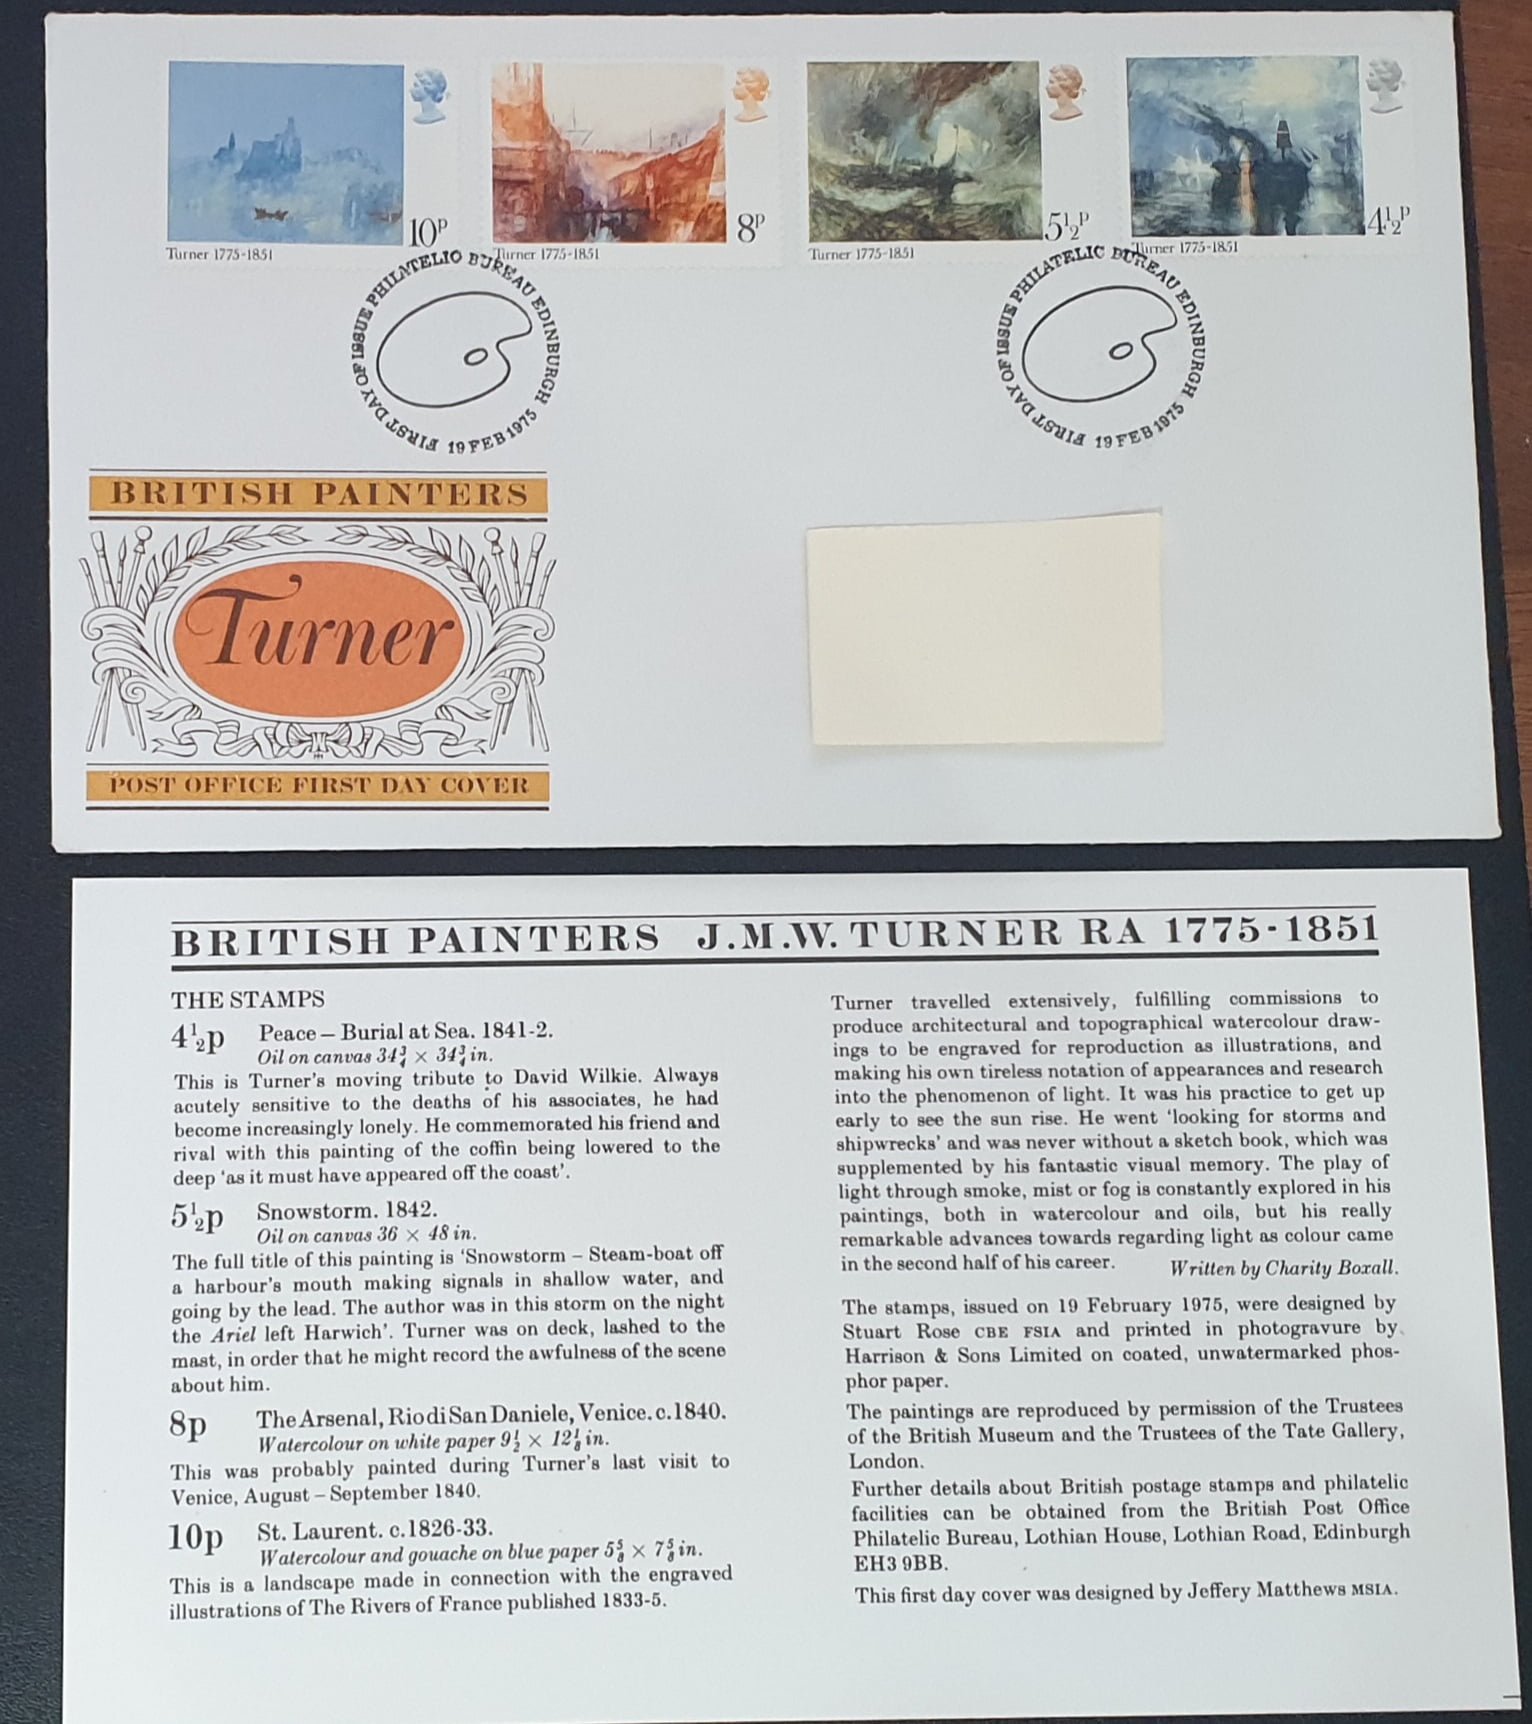 10P
Turner 1775-1851
8P
Turner 1775-1851
5½P
Turner 1775-1851
4½P
Turner 1775-1851
FIRST DAY OF ISSUE PHILATELIC BUREAU EDINBURGH
19 FEB 1975
FIRST DAY OF ISSUE PHILATELIC BUREAU EDINBURGH
19 FEB 1975
BRITISH PAINTERS
Turner
POST OFFICE FIRST DAY COVER
BRITISH PAINTERS J.M.W. TURNER RA 1775-1851
THE STAMPS
4½p Peace – Burial at Sea. 1841-2.
Oil on canvas 34¾ × 34¾ in.
This is Turner's moving tribute to David Wilkie. Always
acutely sensitive to the deaths of his associates, he had
become increasingly lonely. He commemorated his friend and
rival with this painting of the coffin being lowered to the
deep 'as it must have appeared off the coast'.
5½p Snowstorm. 1842.
Oil on canvas 36 × 48 in.
The full title of this painting is 'Snowstorm – Steam-boat off
a harbour's mouth making signals in shallow water, and
going by the lead. The author was in this storm on the night
the Ariel left Harwich'. Turner was on deck, lashed to the
mast, in order that he might record the awfulness of the scene
about him.
8p The Arsenal, Rio di San Daniele, Venice. c.1840.
Watercolour on white paper 9½ × 12⅛ in.
This was probably painted during Turner's last visit to
Venice, August – September 1840.
10p St. Laurent. c.1826-33.
Watercolour and gouache on blue paper 5⅝ × 7⅝ in.
This is a landscape made in connection with the engraved
illustrations of The Rivers of France published 1833-5.
Turner travelled extensively, fulfilling commissions to
produce architectural and topographical watercolour draw-
ings to be engraved for reproduction as illustrations, and
making his own tireless notation of appearances and research
into the phenomenon of light. It was his practice to get up
early to see the sun rise. He went 'looking for storms and
shipwrecks' and was never without a sketch book, which was
supplemented by his fantastic visual memory. The play of
light through smoke, mist or fog is constantly explored in his
paintings, both in watercolour and oils, but his really
remarkable advances towards regarding light as colour came
in the second half of his career. Written by Charity Boxall.
The stamps, issued on 19 February 1975, were designed by
Stuart Rose CBE FSIA and printed in photogravure by
Harrison & Sons Limited on coated, unwatermarked phos-
phor paper.
The paintings are reproduced by permission of the Trustees
of the British Museum and the Trustees of the Tate Gallery,
London.
Further details about British postage stamps and philatelic
facilities can be obtained from the British Post Office
Philatelic Bureau, Lothian House, Lothian Road, Edinburgh
EH3 9BB.
This first day cover was designed by Jeffery Matthews MSIA.